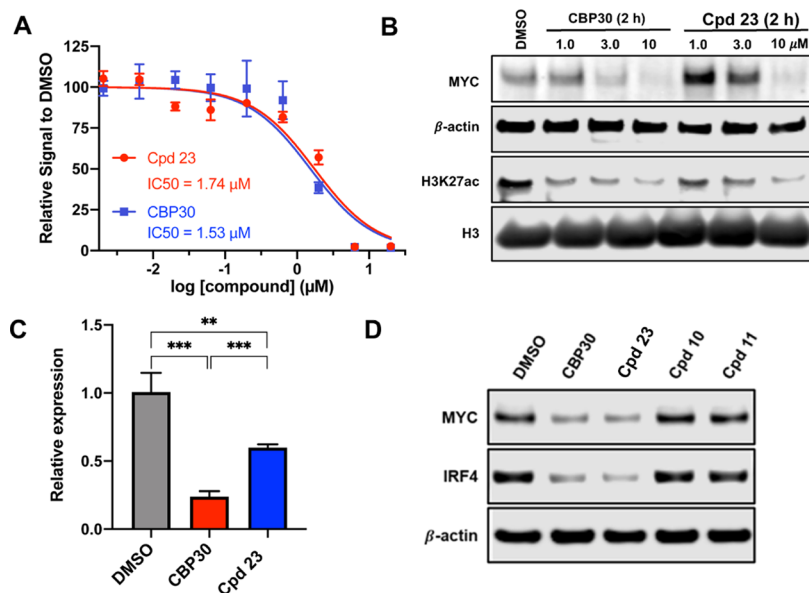 A
Relative Signal to DMSO
125
100
75
50
25
0
Cpd 23
IC50 = 1.74 µM
CBP30
IC50 = 1.53 µM
-2 -1 0 1
log [compound] (µM)
B
DMSO CBP30 (2 h) Cpd 23 (2 h)
1.0 3.0 10 1.0 3.0 10 µM
MYC
β-actin
H3K27ac
H3
C
Relative expression
1.5
1.0
0.5
0.0
**
*** ***
DMSO CBP30 Cpd 23
D
DMSO CBP30 Cpd 23 Cpd 10 Cpd 11
MYC
IRF4
β-actin